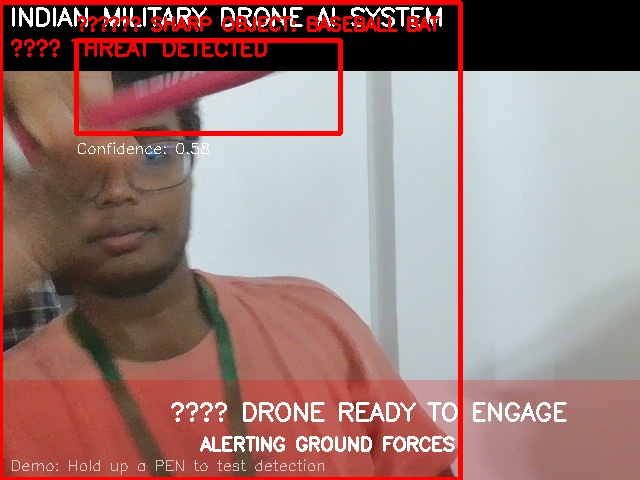 INDIAN MILITARY DRONE AI SYSTEM
?????? SHARP OBJECT: BASEBALL BAT
???? THREAT DETECTED
Confidence: 0.58
???? DRONE READY TO ENGAGE
ALERTING GROUND FORCES
Demo: Hold up a PEN to test detection